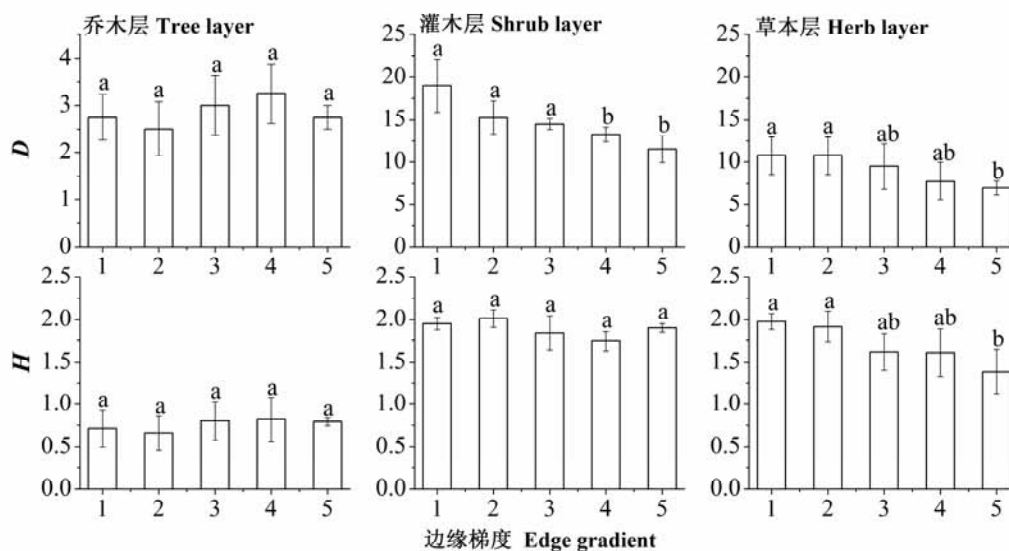 乔木层 Tree layer
灌木层 Shrub layer
草本层 Herb layer
D
4
3
2
1
0
a
a
a
a
a
1 2 3 4 5
25
20
15
10
5
0
a
a
a
b
b
1 2 3 4 5
25
20
15
10
5
0
a
a
ab
ab
b
1 2 3 4 5
H
2.5
2.0
1.5
1.0
0.5
0.0
a
a
a
a
a
1 2 3 4 5
2.5
2.0
1.5
1.0
0.5
0.0
a
a
a
a
a
1 2 3 4 5
2.5
2.0
1.5
1.0
0.5
0.0
a
a
ab
ab
b
1 2 3 4 5
边缘梯度 Edge gradient